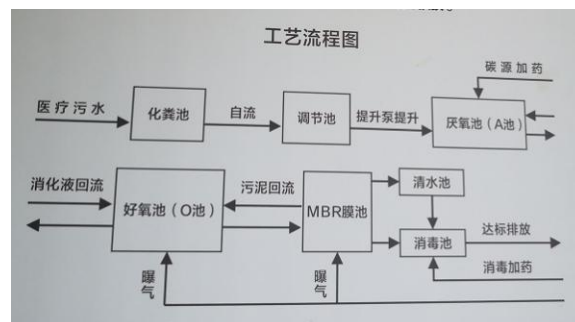 工艺流程图
碳源加药
医疗污水
化粪池
自流
调节池
提升泵提升
厌氧池（A池）
消化液回流
好氧池（O池）
污泥回流
MBR膜池
清水池
消毒池
达标排放
消毒加药
曝气
曝气